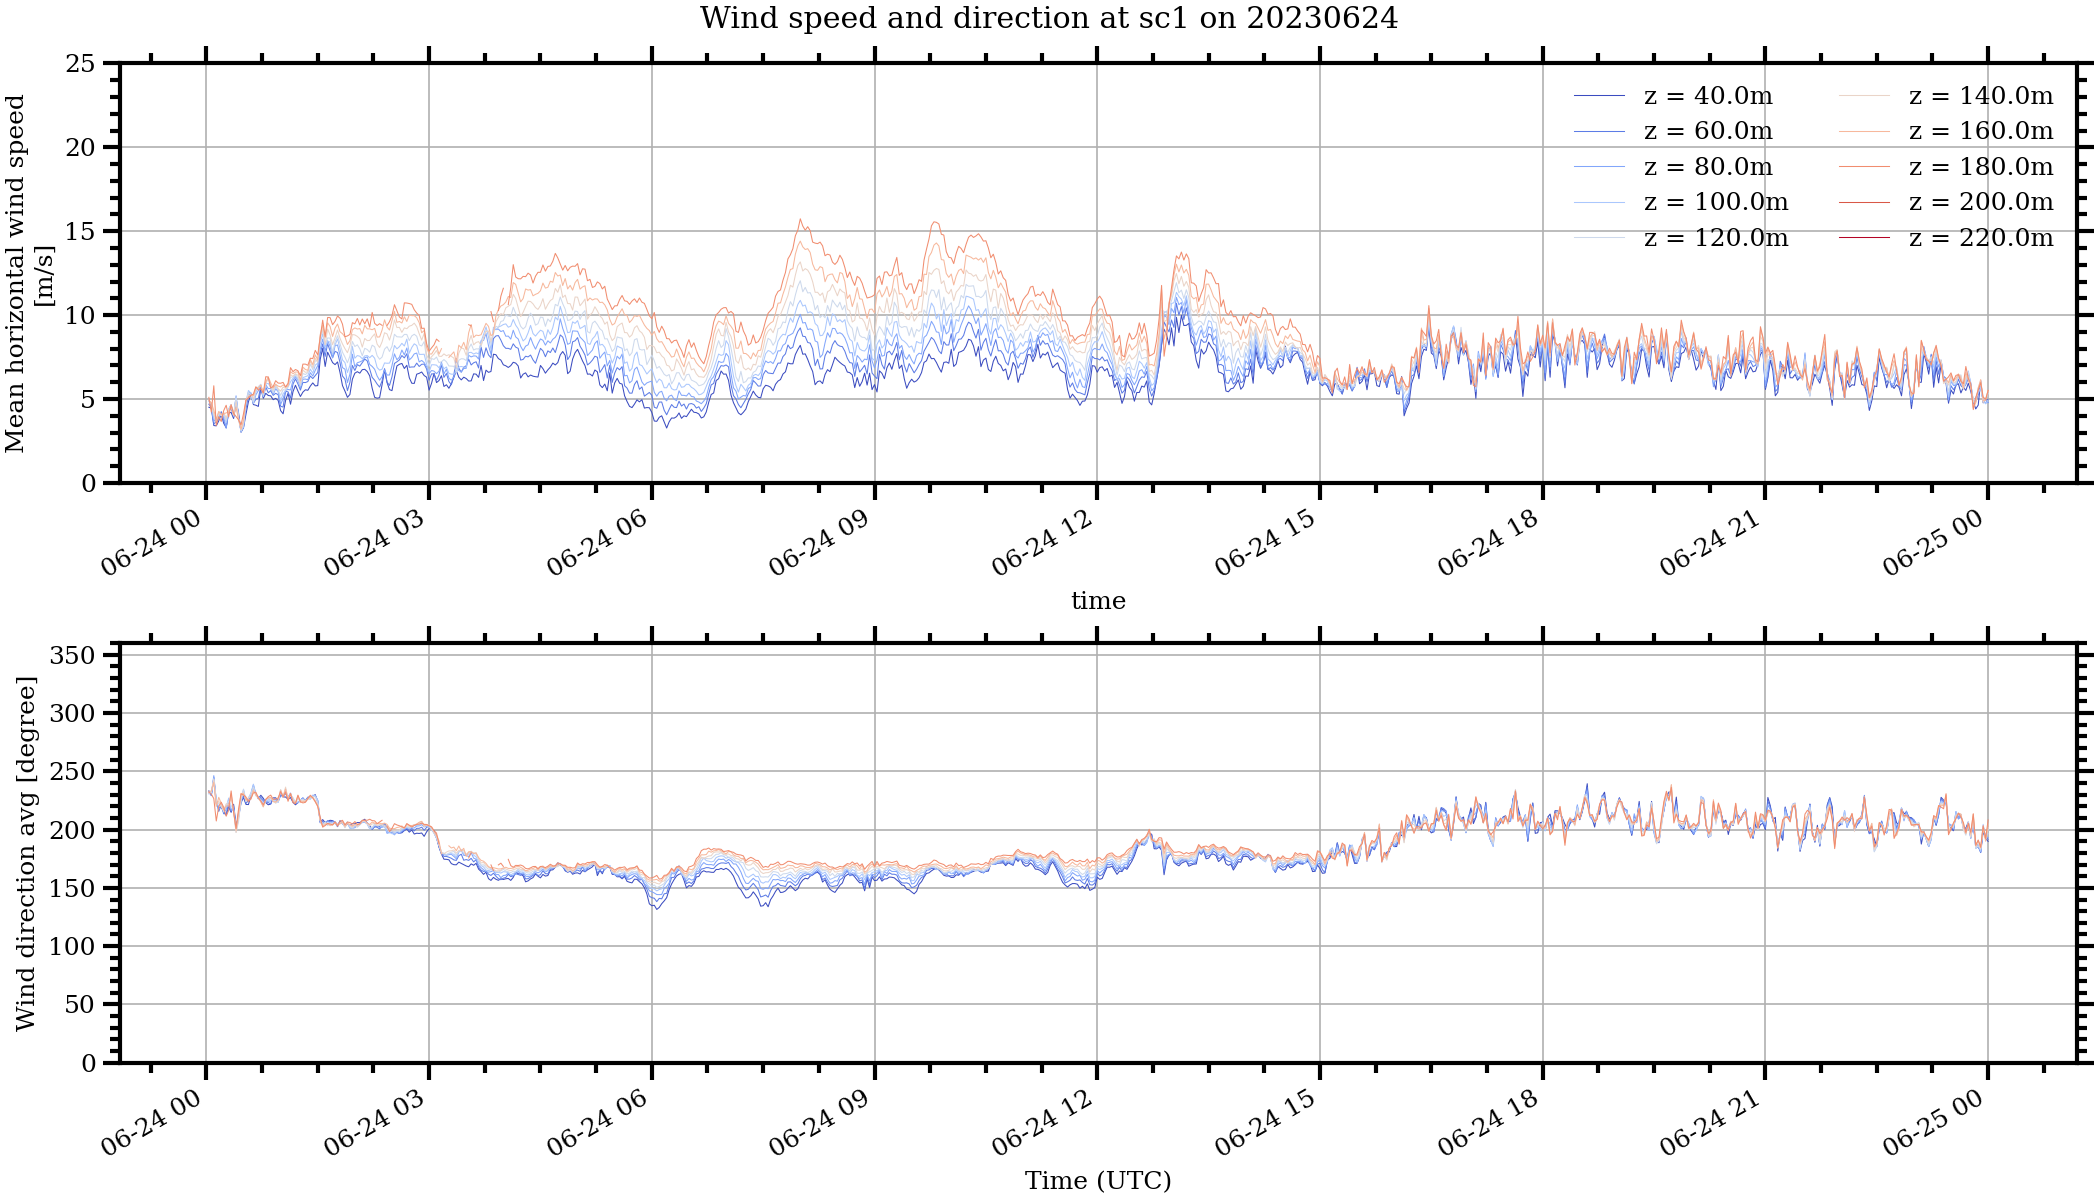 Wind speed and direction at sc1 on 20230624
Mean horizontal wind speed
[m/s]
25
20
15
10
5
0
z = 40.0m
z = 60.0m
z = 80.0m
z = 100.0m
z = 120.0m
z = 140.0m
z = 160.0m
z = 180.0m
z = 200.0m
z = 220.0m
06-24 00
06-24 03
06-24 06
06-24 09
06-24 12
06-24 15
06-24 18
06-24 21
06-25 00
time
Wind direction avg [degree]
350
300
250
200
150
100
50
0
06-24 00
06-24 03
06-24 06
06-24 09
06-24 12
06-24 15
06-24 18
06-24 21
06-25 00
Time (UTC)